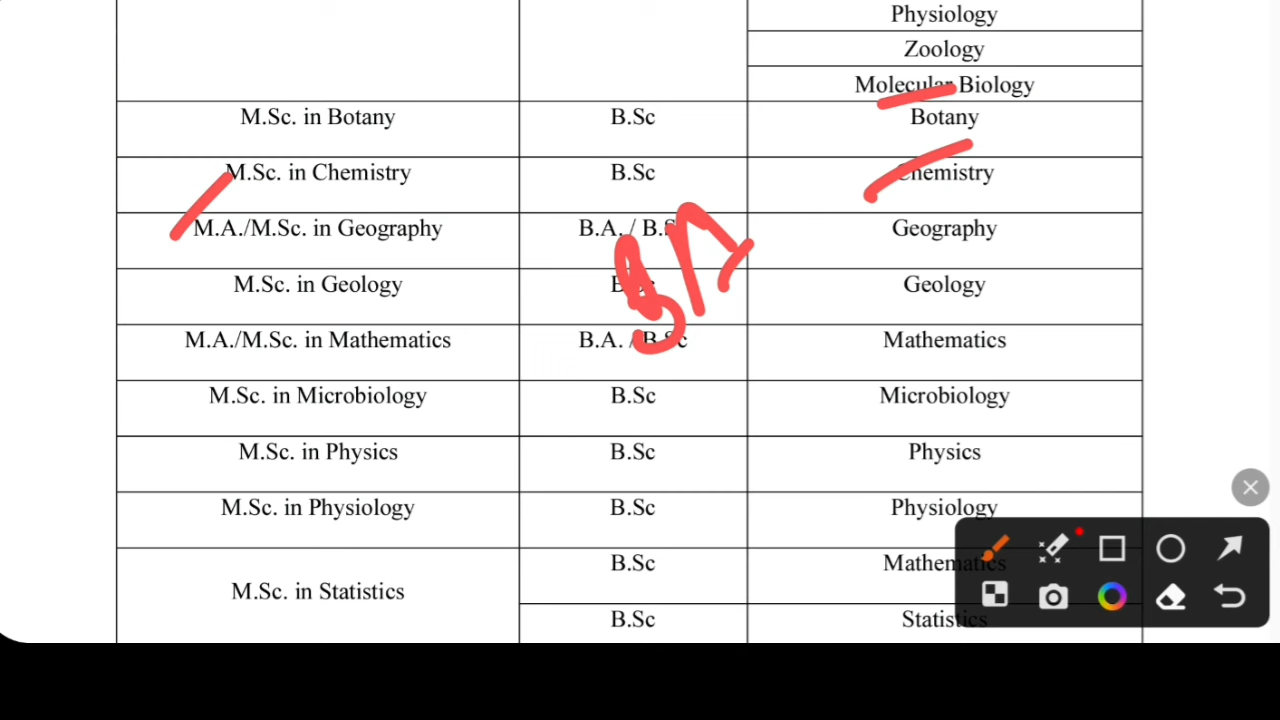 Physiology
Zoology
Molecular Biology
M.Sc. in Botany B.Sc Botany
M.Sc. in Chemistry B.Sc Chemistry
M.A./M.Sc. in Geography B.A. / B.Sc Geography
M.Sc. in Geology B.Sc Geology
M.A./M.Sc. in Mathematics B.A. / B.Sc Mathematics
M.Sc. in Microbiology B.Sc Microbiology
M.Sc. in Physics B.Sc Physics
M.Sc. in Physiology B.Sc Physiology
B.Sc Mathematics
M.Sc. in Statistics
B.Sc Statistics